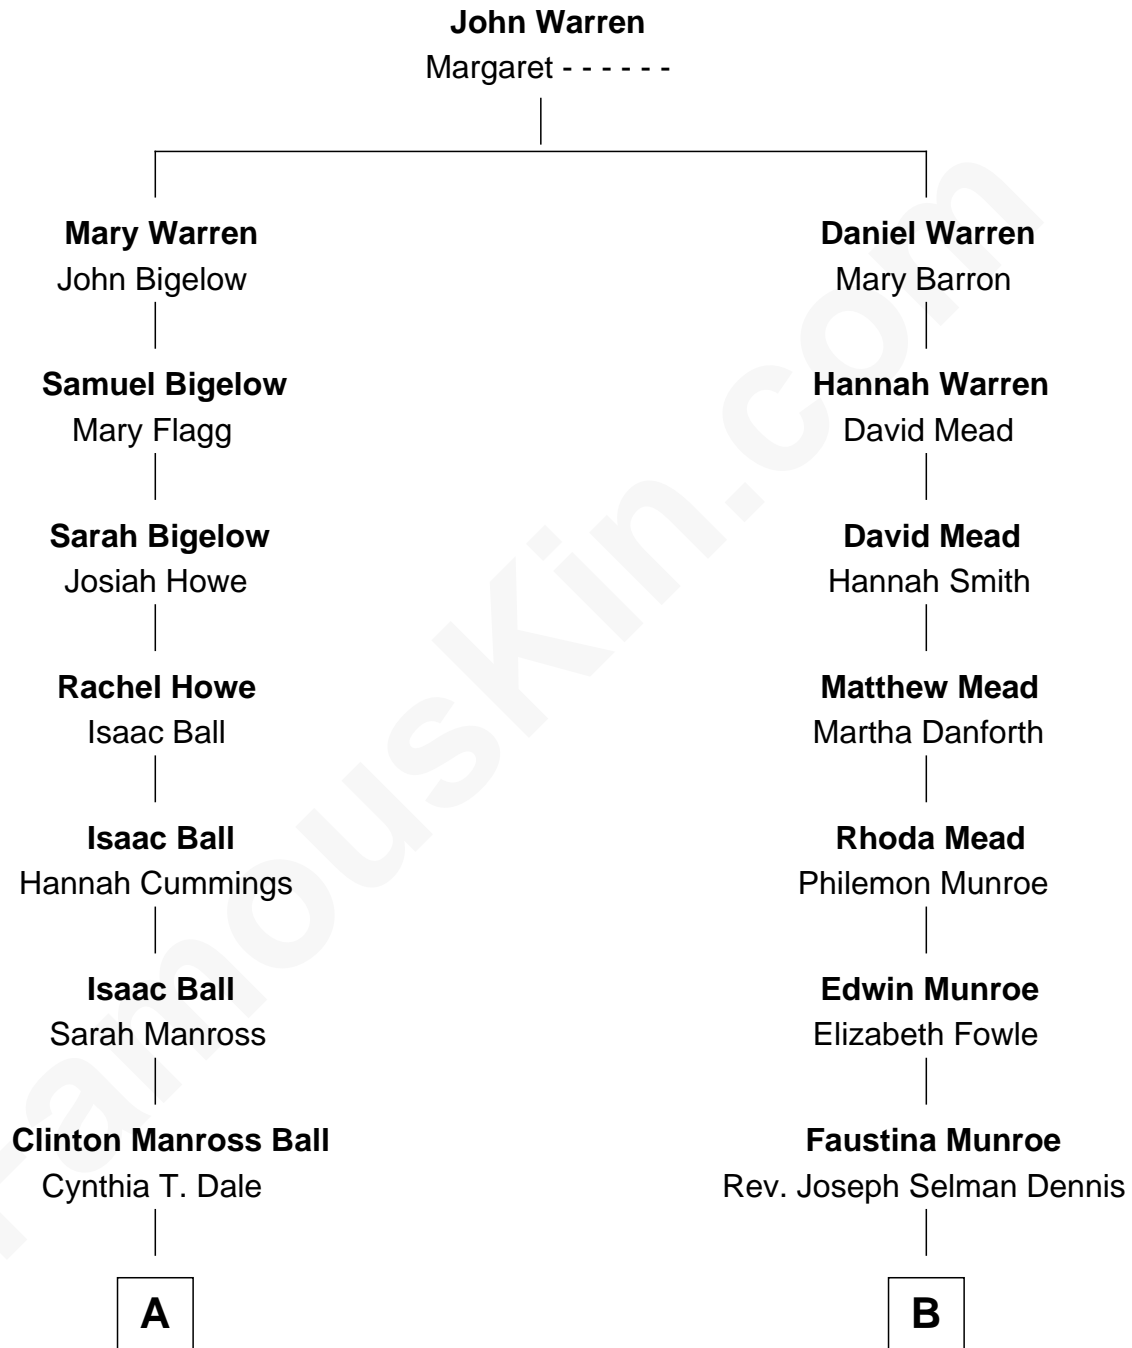 John Warren
Margaret - - - - - -
Mary Warren
John Bigelow
Daniel Warren
Mary Barron
Samuel Bigelow
Mary Flagg
Hannah Warren
David Mead
Sarah Bigelow
Josiah Howe
David Mead
Hannah Smith
Rachel Howe
Isaac Ball
Matthew Mead
Martha Danforth
Isaac Ball
Hannah Cummings
Rhoda Mead
Philemon Munroe
Isaac Ball
Sarah Manross
Edwin Munroe
Elizabeth Fowle
Clinton Manross Ball
Cynthia T. Dale
Faustina Munroe
Rev. Joseph Selman Dennis
A
B
FamousKin.com